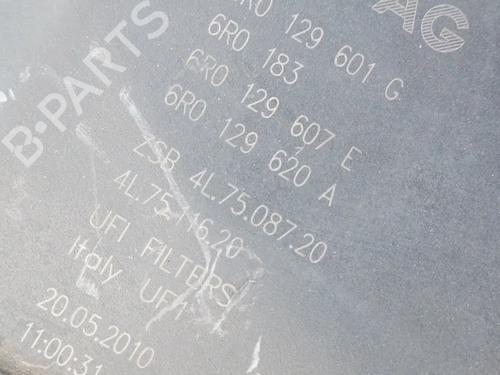 AG
6R0 129 601 G
6R0 183
6R0 129 607 E
6R0 129 620 A
ZSB 4L.75.087.20
4L.75. 16.20
UFI FILTERS
Italy UFI
20.05.2010
11:00:31
B-PARTS